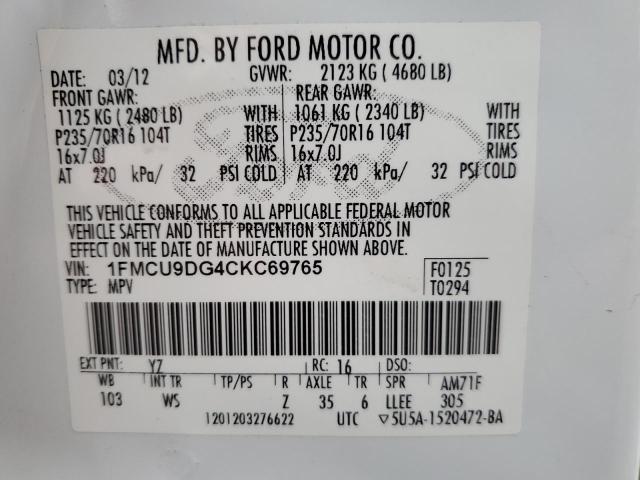 MFD. BY FORD MOTOR CO.
DATE: 03/12 GVWR: 2123 KG ( 4680 LB)
FRONT GAWR: REAR GAWR:
1125 KG ( 2480 LB) WITH 1061 KG ( 2340 LB) WITH
P235/70R16 104T TIRES P235/70R16 104T TIRES
16x7.0J RIMS 16x7.0J RIMS
AT 220 kPa/ 32 PSI COLD AT 220 kPa/ 32 PSI COLD
THIS VEHICLE CONFORMS TO ALL APPLICABLE FEDERAL MOTOR
VEHICLE SAFETY AND THEFT PREVENTION STANDARDS IN
EFFECT ON THE DATE OF MANUFACTURE SHOWN ABOVE.
VIN: 1FMCU9DG4CKC69765 F0125
TYPE: MPV T0294
EXT PNT: YZ RC: 16 DSO:
WB INT TR TP/PS R AXLE TR SPR AM71F
103 WS Z 35 6 LLEE 305
1201203276622 UTC ▽5U5A-1520472-BA